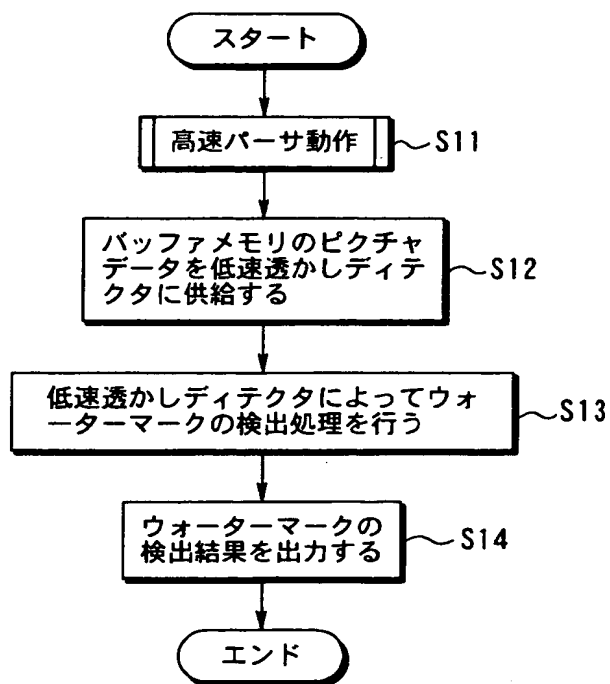 スタート
高速パーサ動作
S11
バッファメモリのピクチャ
データを低速透かしディテ
クタに供給する
S12
低速透かしディテクタによってウォ
ーターマークの検出処理を行う
S13
ウォーターマークの
検出結果を出力する
S14
エンド